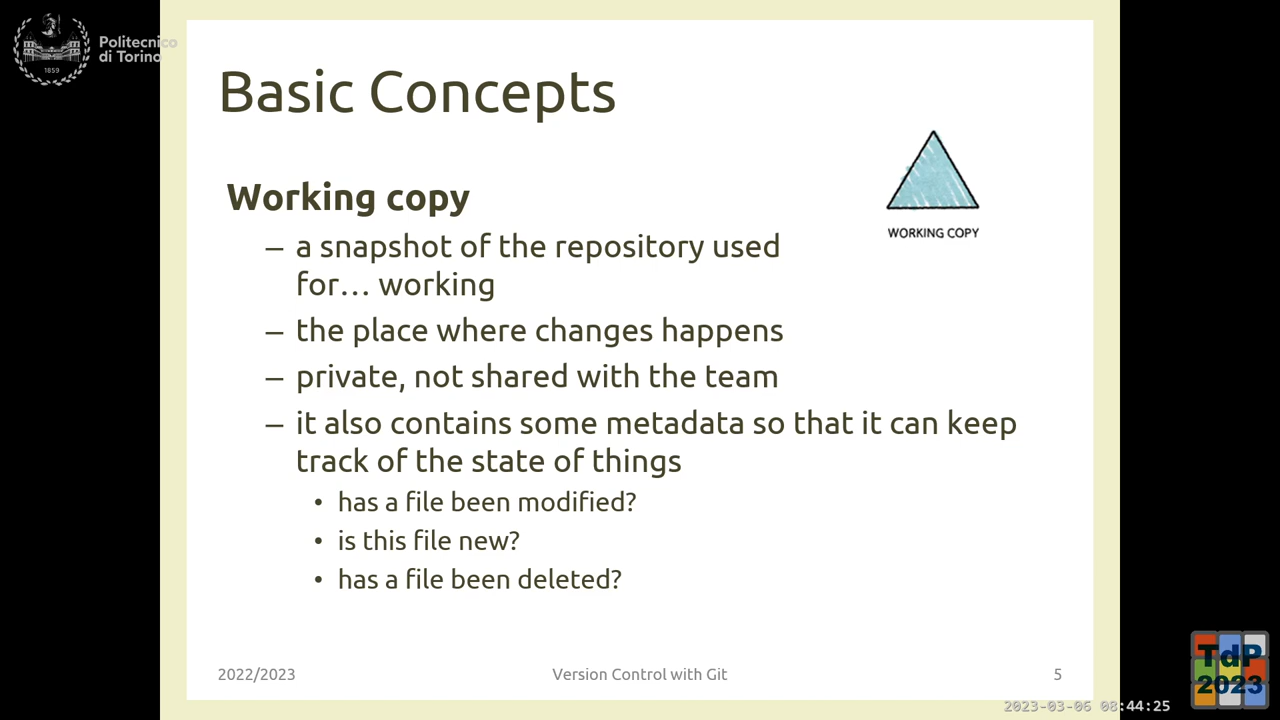 Politecnico
di Torino
1859
Basic Concepts
Working copy
WORKING COPY
– a snapshot of the repository used
for… working
– the place where changes happens
– private, not shared with the team
– it also contains some metadata so that it can keep
track of the state of things
• has a file been modified?
• is this file new?
• has a file been deleted?
2022/2023
Version Control with Git
5
TdP
2023
2023-03-06 08:44:25